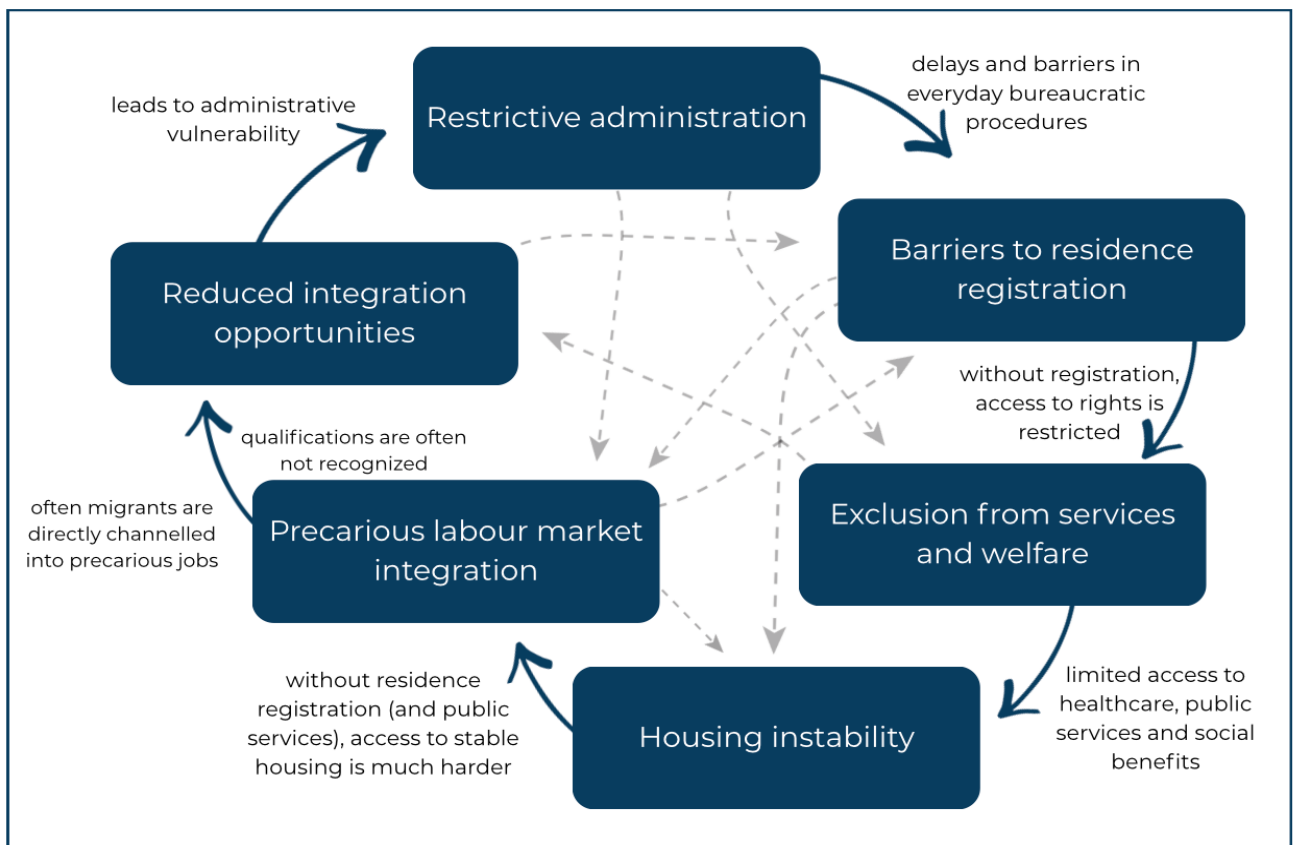 Restrictive administration
delays and barriers in
everyday bureaucratic
procedures
Barriers to residence
registration
without registration,
access to rights is
restricted
Exclusion from services
and welfare
limited access to
healthcare, public
services and social
benefits
Housing instability
without residence
registration (and public
services), access to stable
housing is much harder
Precarious labour market
integration
qualifications are often
not recognized
often migrants are
directly channelled
into precarious jobs
Reduced integration
opportunities
leads to administrative
vulnerability